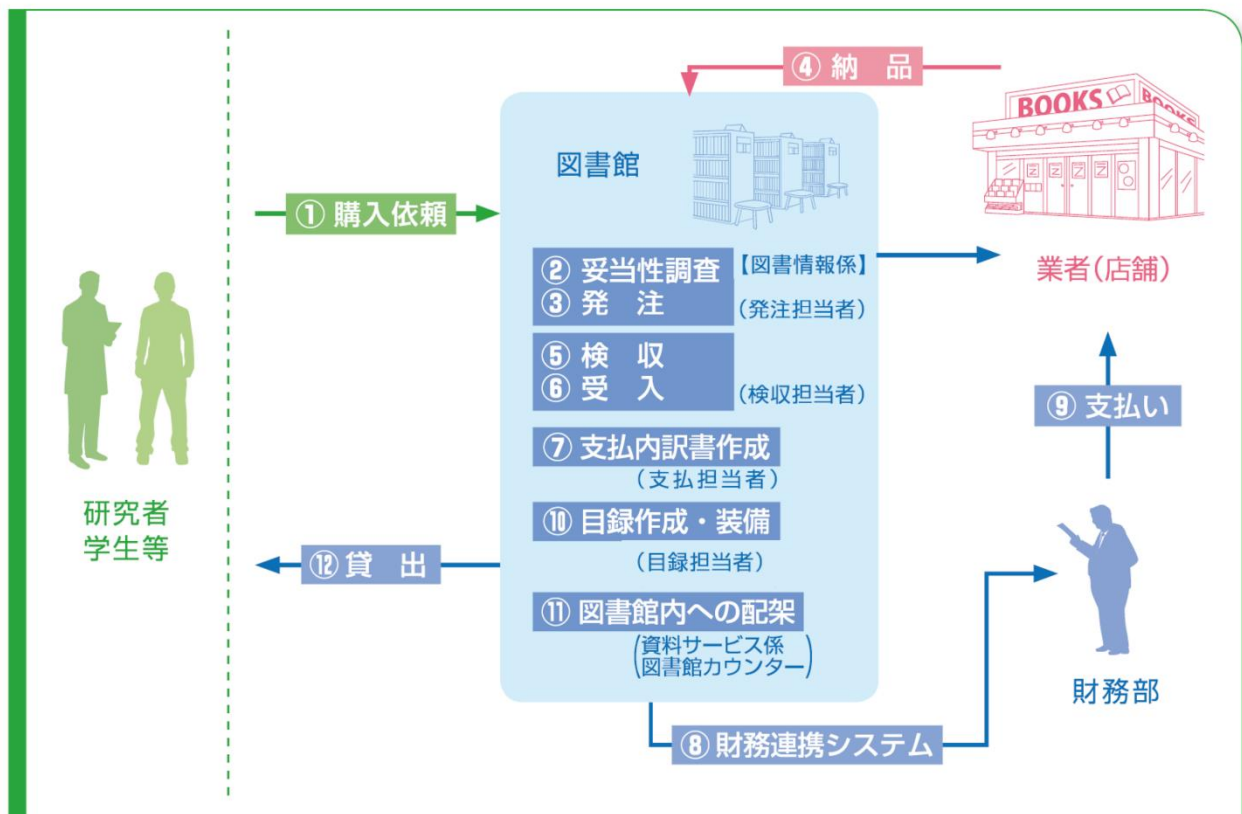 ④ 納 品
BOOKS
BOOKS
図書館
① 購入依頼
② 妥当性調査
【図書情報係】
③ 発 注
(発注担当者)
業者(店舗)
⑤ 検 収
⑥ 受 入
(検収担当者)
⑨ 支払い
⑦ 支払内訳書作成
(支払担当者)
研究者
学生等
⑩ 目録作成・装備
(目録担当者)
⑫ 貸 出
⑪ 図書館内への配架
(資料サービス係
図書館カウンター)
財務部
⑧ 財務連携システム